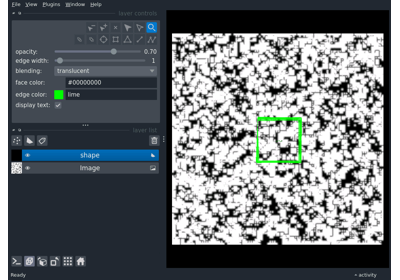 File View Plugins Window Help
layer controls
opacity: 0.70
edge width: 1
blending: translucent
face color: #00000000
edge color: lime
display text:
layer list
shape
Image
Ready
activity